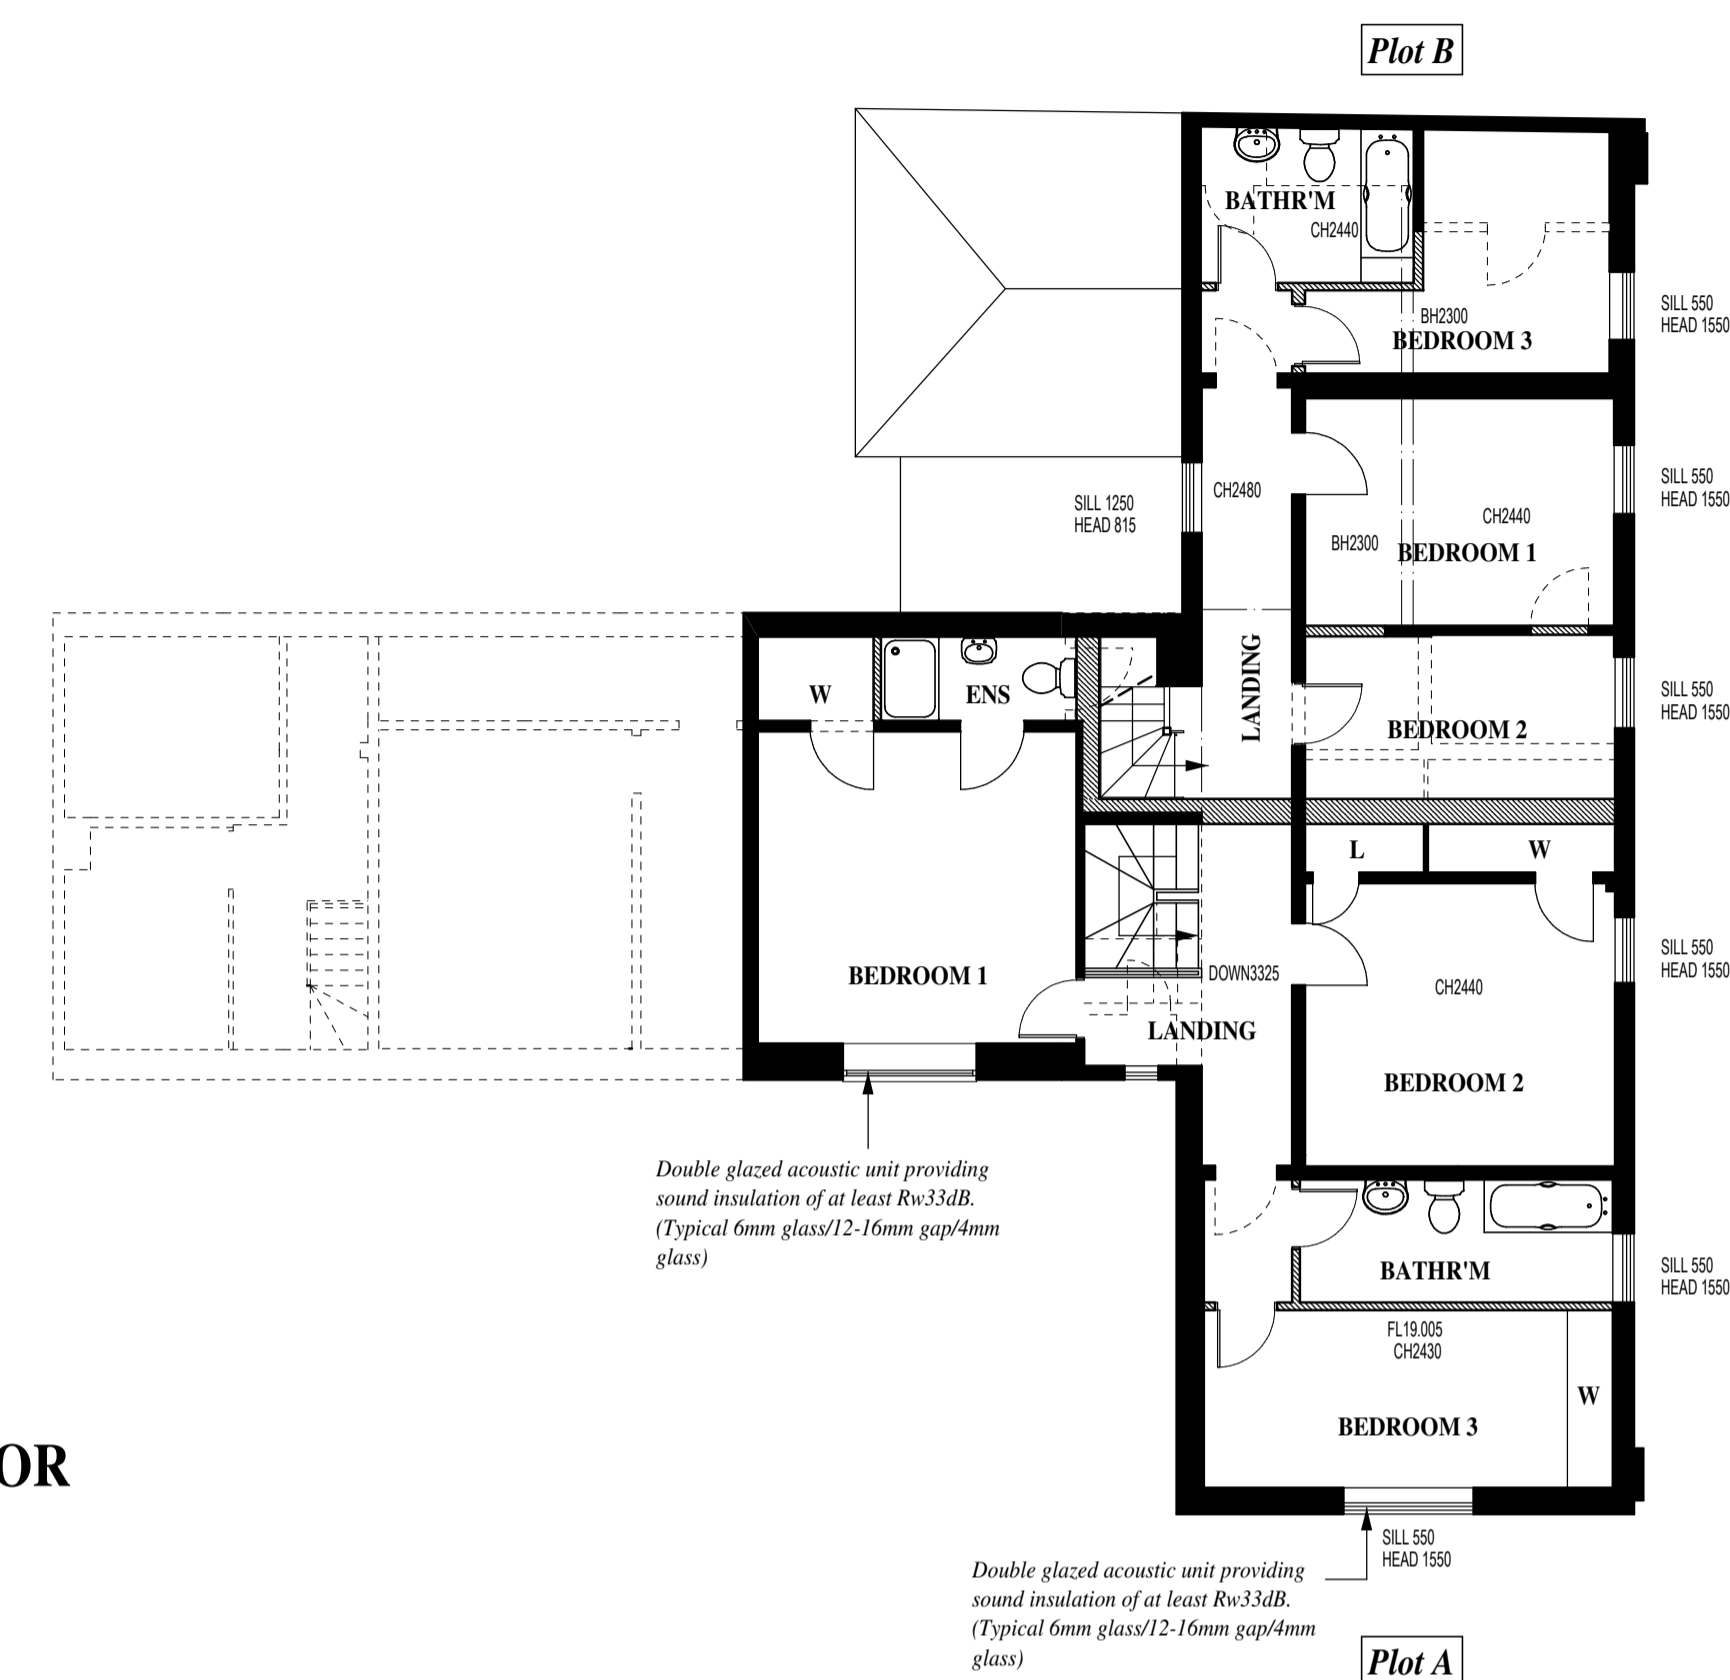 Plot B
BATHR'M
CH2440
BH2300
BEDROOM 3
SILL 550
HEAD 1550
SILL 1250
HEAD 815
CH2480
CH2440
BH2300
BEDROOM 1
SILL 550
HEAD 1550
W
ENS
LANDING
BEDROOM 2
SILL 550
HEAD 1550
L
W
BEDROOM 1
DOWN3325
LANDING
CH2440
BEDROOM 2
SILL 550
HEAD 1550
Double glazed acoustic unit providing
sound insulation of at least Rw33dB.
(Typical 6mm glass/12-16mm gap/4mm
glass)
BATHR'M
SILL 550
HEAD 1550
FL19.005
CH2430
W
BEDROOM 3
OR
SILL 550
HEAD 1550
Double glazed acoustic unit providing
sound insulation of at least Rw33dB.
(Typical 6mm glass/12-16mm gap/4mm
glass)
Plot A